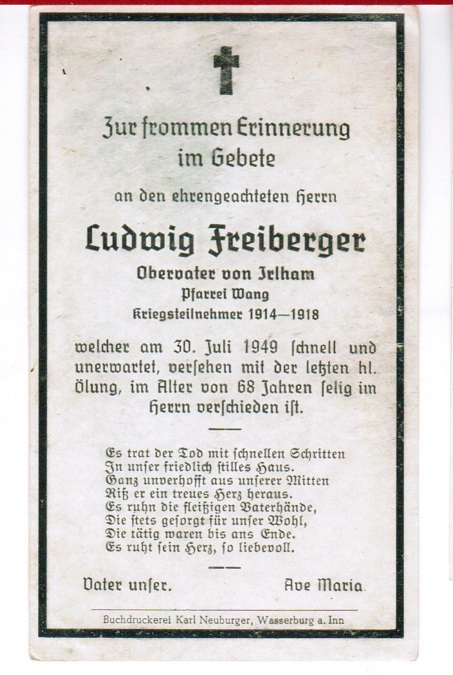 Zur frommen Erinnerung
im Gebete
an den ehrengeachteten Herrn
Ludwig Freiberger
Obervater von Irlham
Pfarrei Wang
Kriegsteilnehmer 1914—1918
welcher am 30. Juli 1949 schnell und
unerwartet, versehen mit der letzten hl.
Ölung, im Alter von 68 Jahren selig im
Herrn verschieden ist.
Es trat der Tod mit schnellen Schritten
In unser friedlich stilles Haus.
Ganz unverhofft aus unserer Mitten
Riß er ein treues Herz heraus.
Es ruhn die fleißigen Vaterhände,
Die stets gesorgt für unser Wohl,
Die tätig waren bis ans Ende.
Es ruht sein Herz, so liebevoll.
Vater unser. Ave Maria.
Buchdruckerei Karl Neuburger, Wasserburg a. Inn